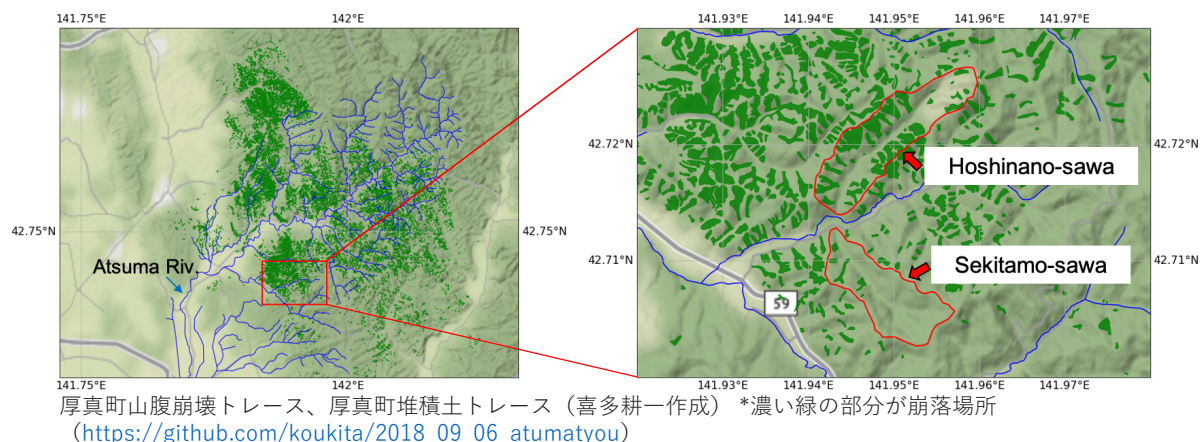 141.75°E 142°E
141.93°E 141.94°E 141.95°E 141.96°E 141.97°E
42.72°N 42.72°N
Hoshinano-sawa
42.75°N 42.75°N
Atsuma Riv.
42.71°N 42.71°N
Sekitamo-sawa
59
141.75°E 142°E
141.93°E 141.94°E 141.95°E 141.96°E 141.97°E
厚真町山腹崩壊トレース、厚真町堆積土トレース（喜多耕一作成） *濃い緑の部分が崩落場所
（https://github.com/koukita/2018_09_06_atumatyou）